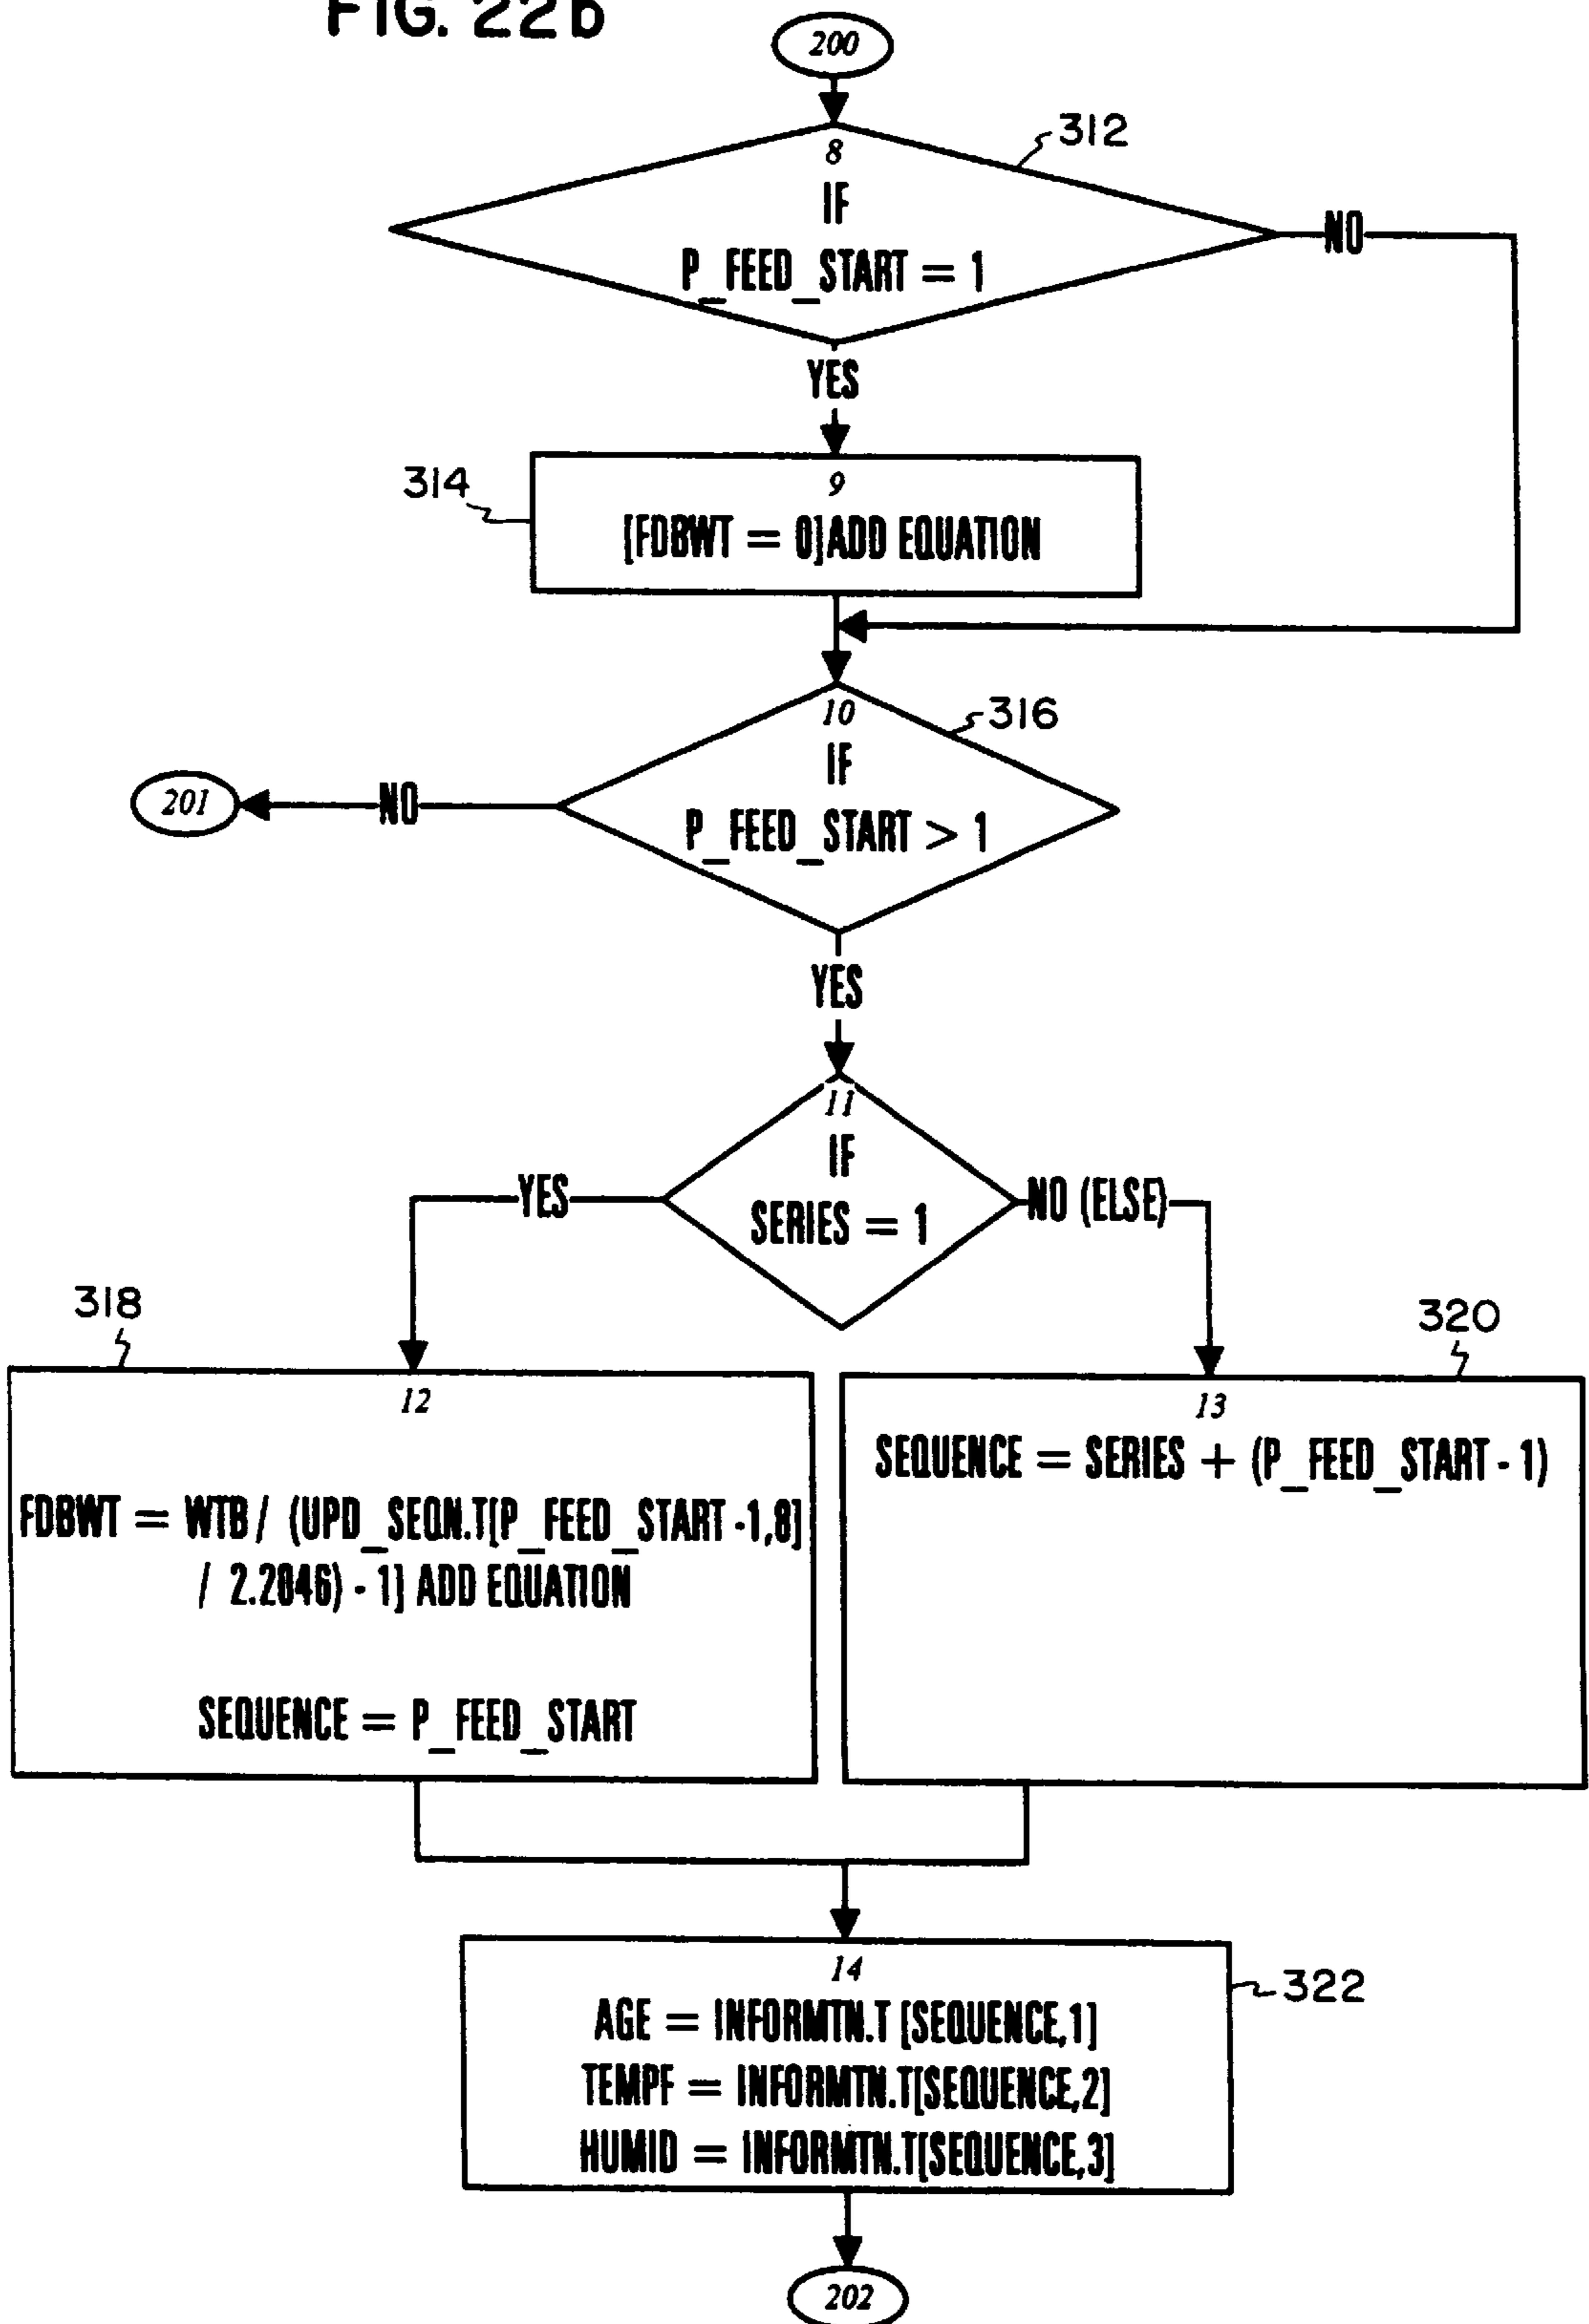 FIG. 22b
200
312
8
IF
P_FEED_START = 1
NO
YES
314
9
[FDBWT = 0]ADD EQUATION
316
10
IF
P_FEED_START > 1
NO
201
YES
11
IF
SERIES = 1
YES
NO (ELSE)
318
12
FDBWT = WTB / (UPD_SEQN.T[P_FEED_START -1,8]
/ 2.2046) - 1] ADD EQUATION
SEQUENCE = P_FEED_START
320
13
SEQUENCE = SERIES + (P_FEED_START - 1)
14
322
AGE = INFORMTN.T [SEQUENCE,1]
TEMPF = INFORMTN.T[SEQUENCE,2]
HUMID = INFORMTN.T[SEQUENCE,3]
202